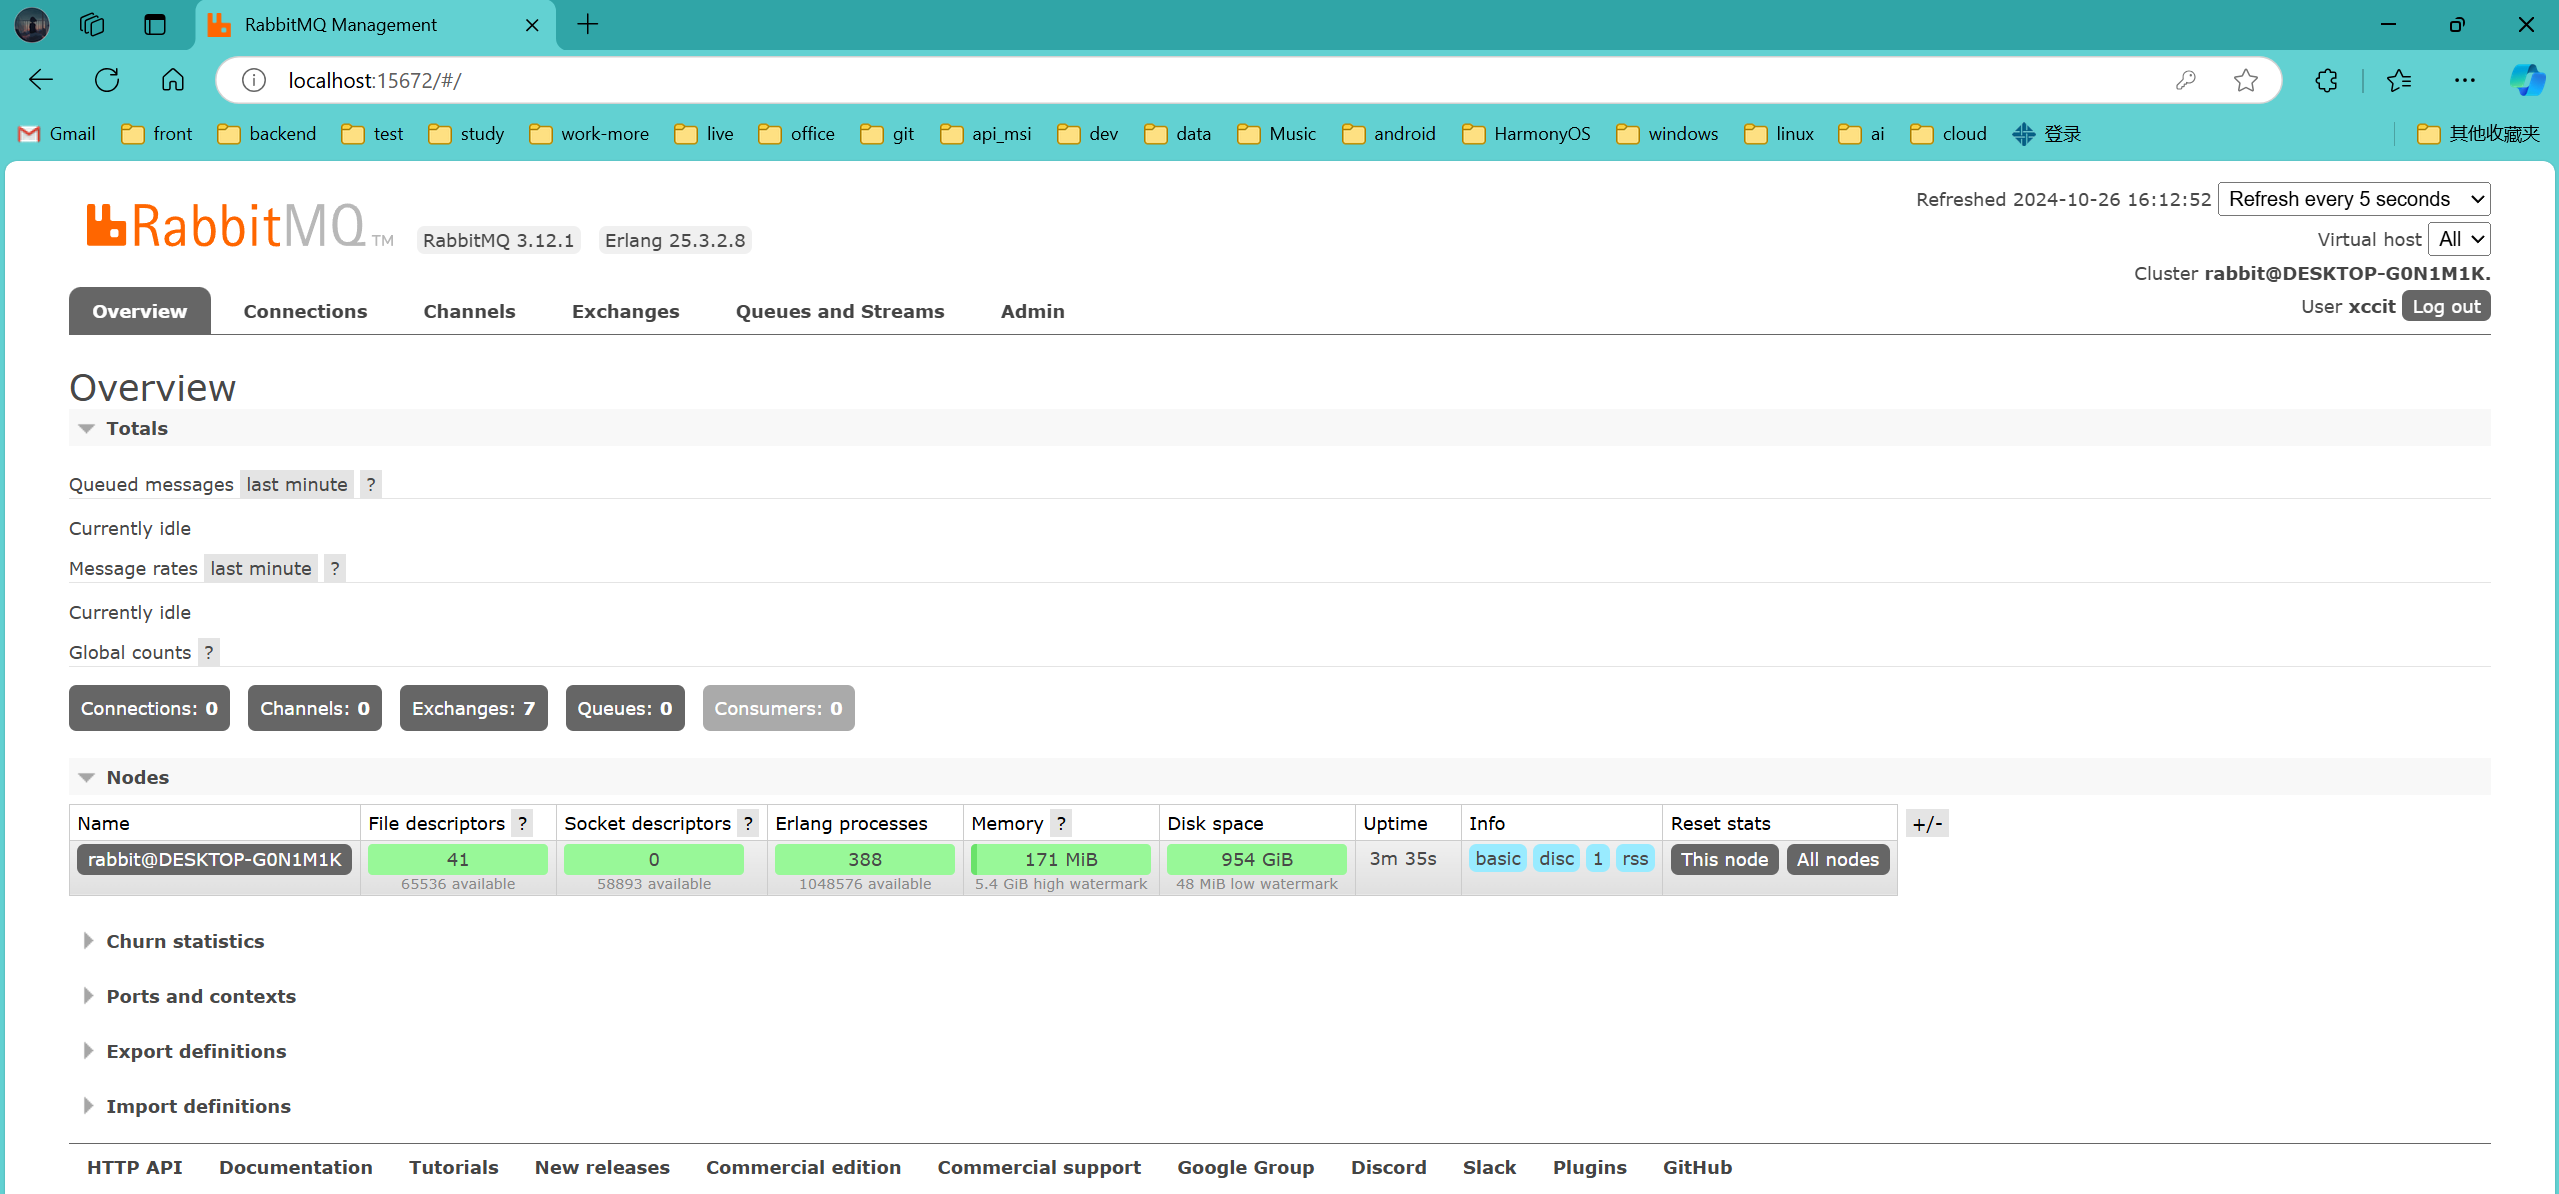 RabbitMQ Management
localhost:15672/#/
Gmail front backend test study work-more live office git api_msi dev data Music android HarmonyOS windows linux ai cloud 登录 其他收藏夹
RabbitMQ TM RabbitMQ 3.12.1 Erlang 25.3.2.8
Refreshed 2024-10-26 16:12:52 Refresh every 5 seconds
Virtual host All
Cluster rabbit@DESKTOP-G0N1M1K.
User xccit Log out
Overview Connections Channels Exchanges Queues and Streams Admin
Overview
Totals
Queued messages last minute ?
Currently idle
Message rates last minute ?
Currently idle
Global counts ?
Connections: 0 Channels: 0 Exchanges: 7 Queues: 0 Consumers: 0
Nodes
Name File descriptors ? Socket descriptors ? Erlang processes Memory ? Disk space Uptime Info Reset stats +/-
rabbit@DESKTOP-G0N1M1K 41 0 388 171 MiB 954 GiB 3m 35s basic disc 1 rss This node All nodes
65536 available 58893 available 1048576 available 5.4 GiB high watermark 48 MiB low watermark
Churn statistics
Ports and contexts
Export definitions
Import definitions
HTTP API Documentation Tutorials New releases Commercial edition Commercial support Google Group Discord Slack Plugins GitHub